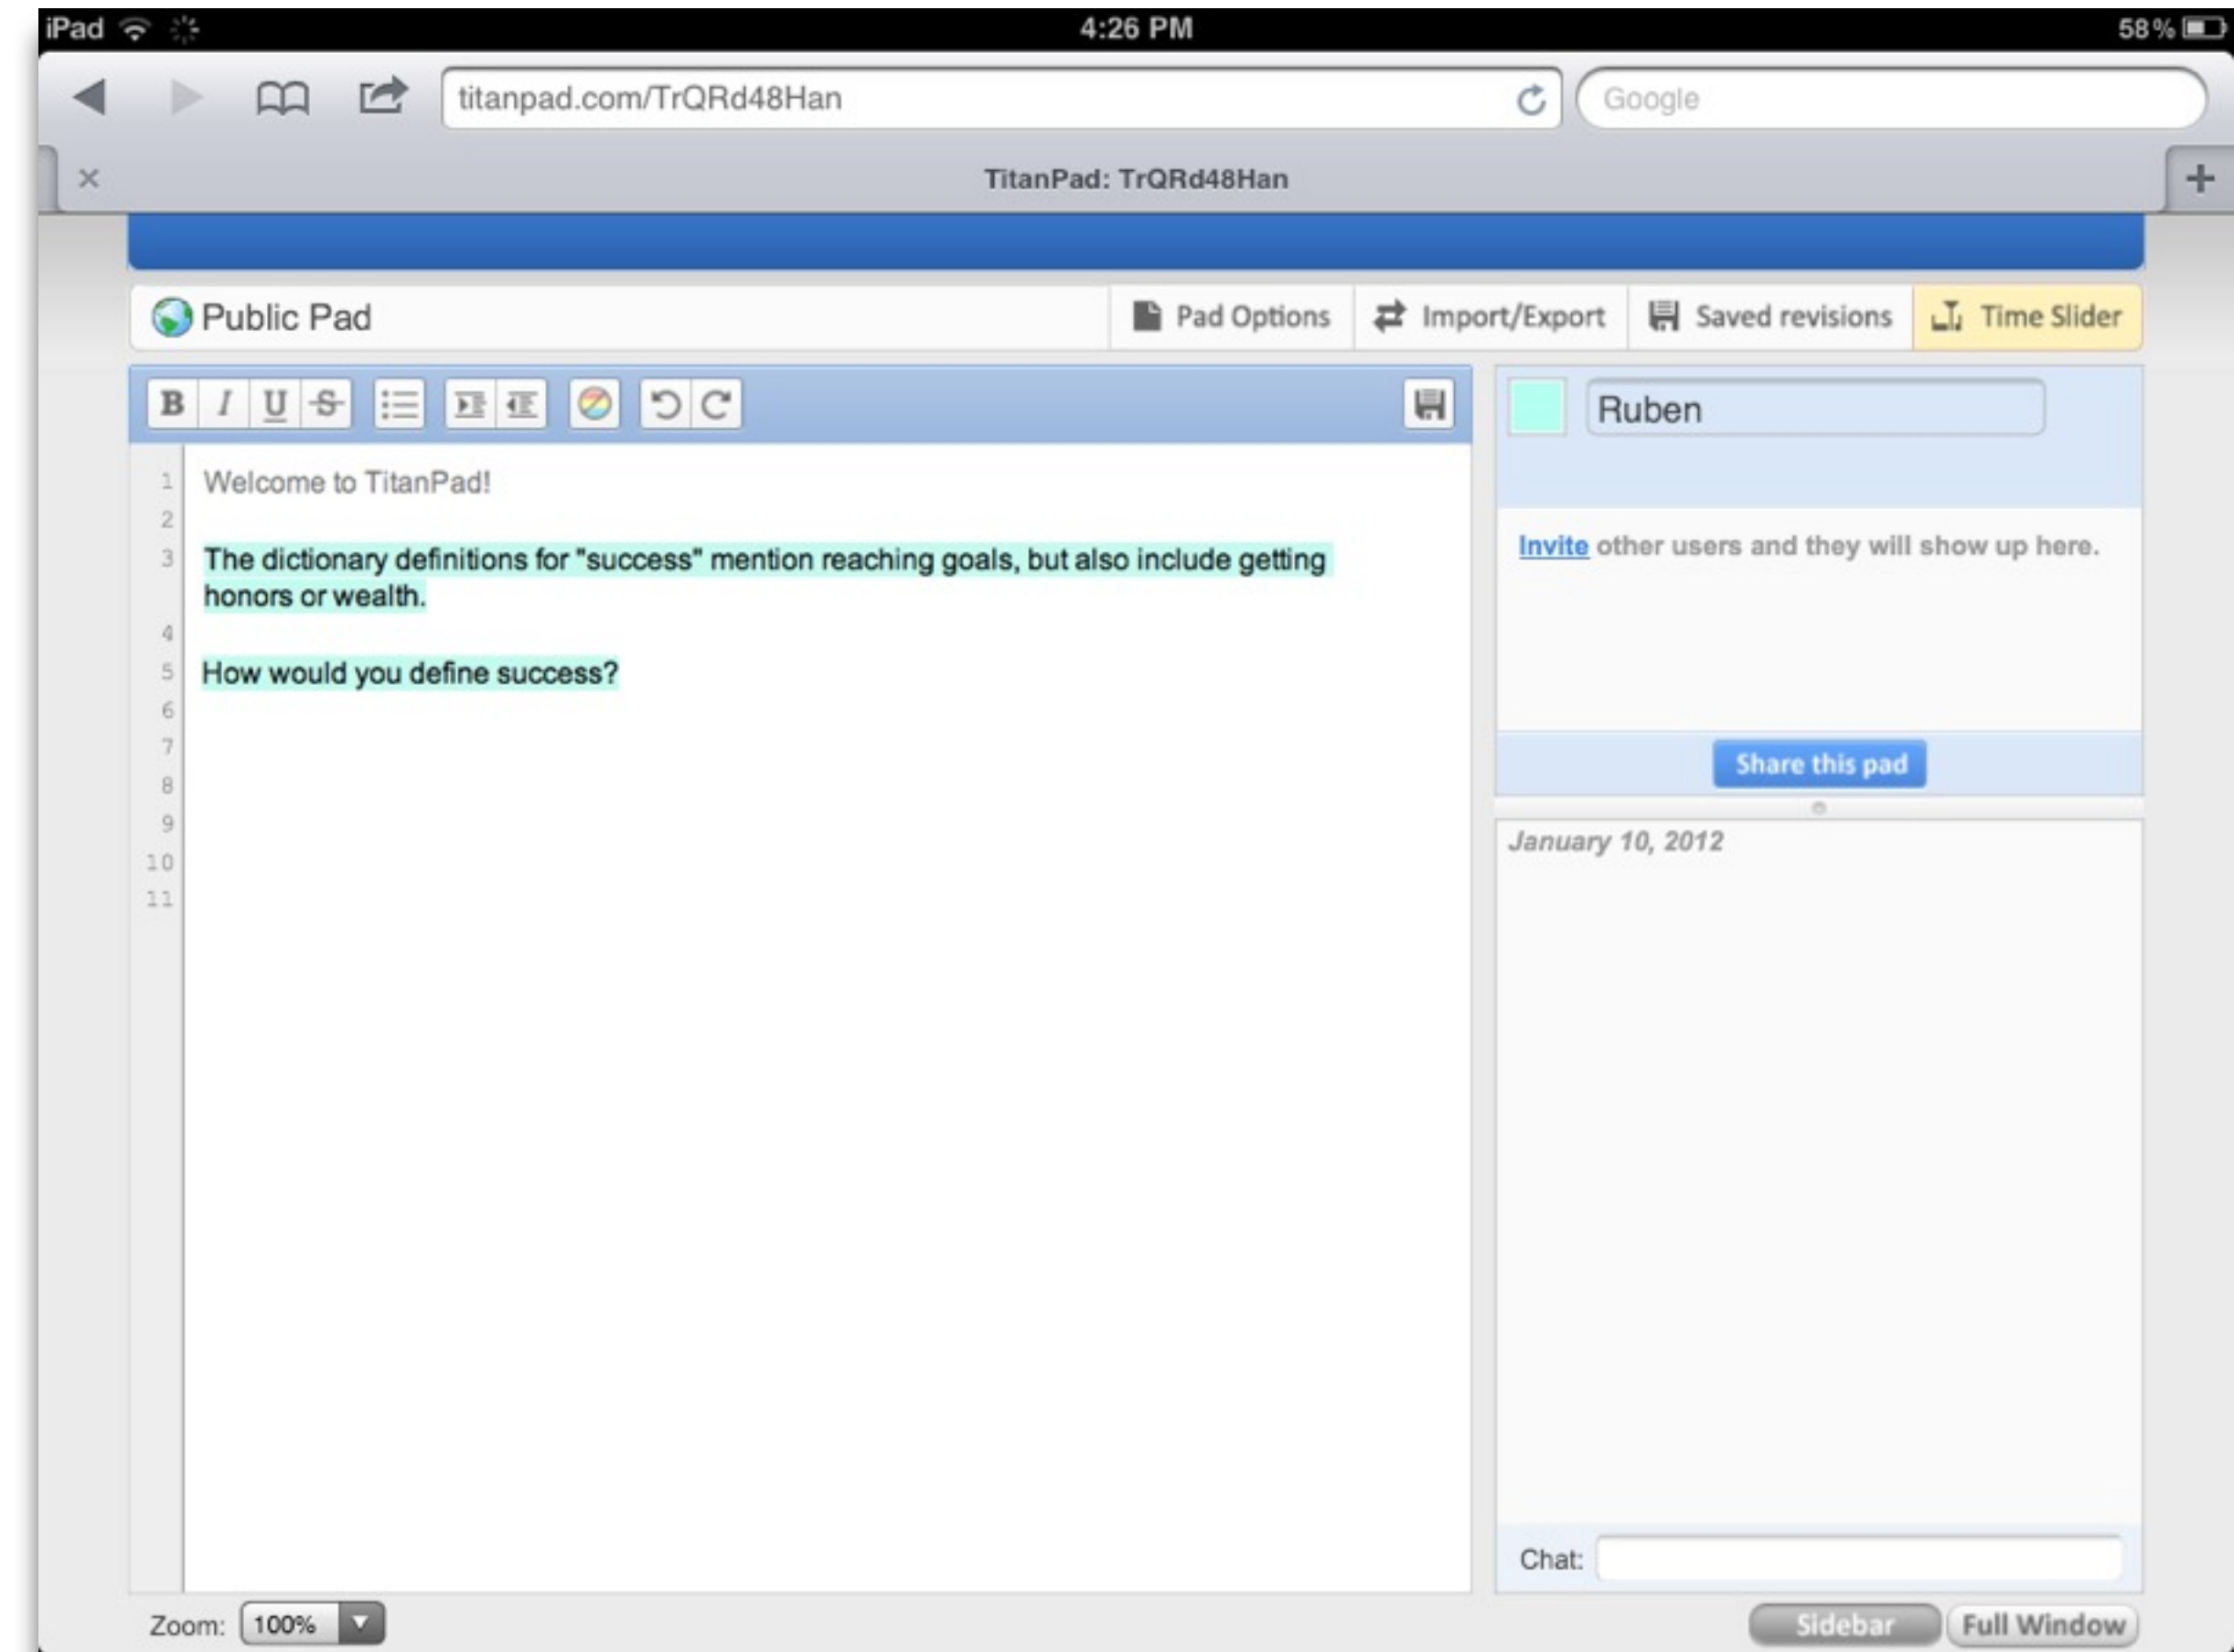 iPad 4:26 PM 58%
titanpad.com/TrQRd48Han Google
TitanPad: TrQRd48Han
Public Pad Pad Options Import/Export Saved revisions Time Slider
B I U S
Ruben
1 Welcome to TitanPad!
2
3 The dictionary definitions for "success" mention reaching goals, but also include getting
honors or wealth.
4
5 How would you define success?
6
7
8
9
10
11
Invite other users and they will show up here.
Share this pad
January 10, 2012
Chat:
Zoom: 100% Sidebar Full Window